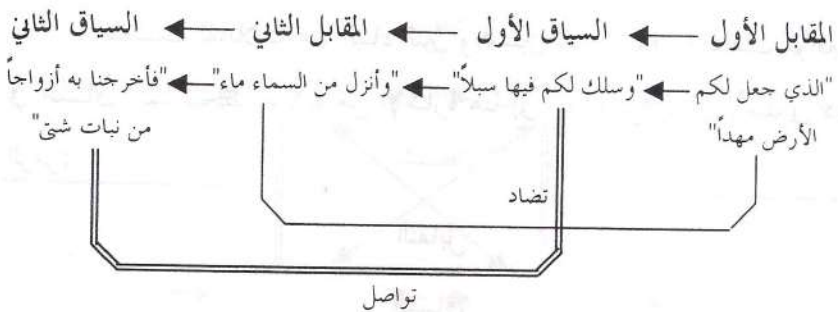 المقابل الأول السياق الأول المقابل الثاني السياق الثاني
"الذي جعل لكم "وسلك لكم فيها سبلاً" "وأنزل من السماء ماء" "فأخرجنا به أزواجاً
الأرض مهداً" من نبات شتى"
تضاد
تواصل